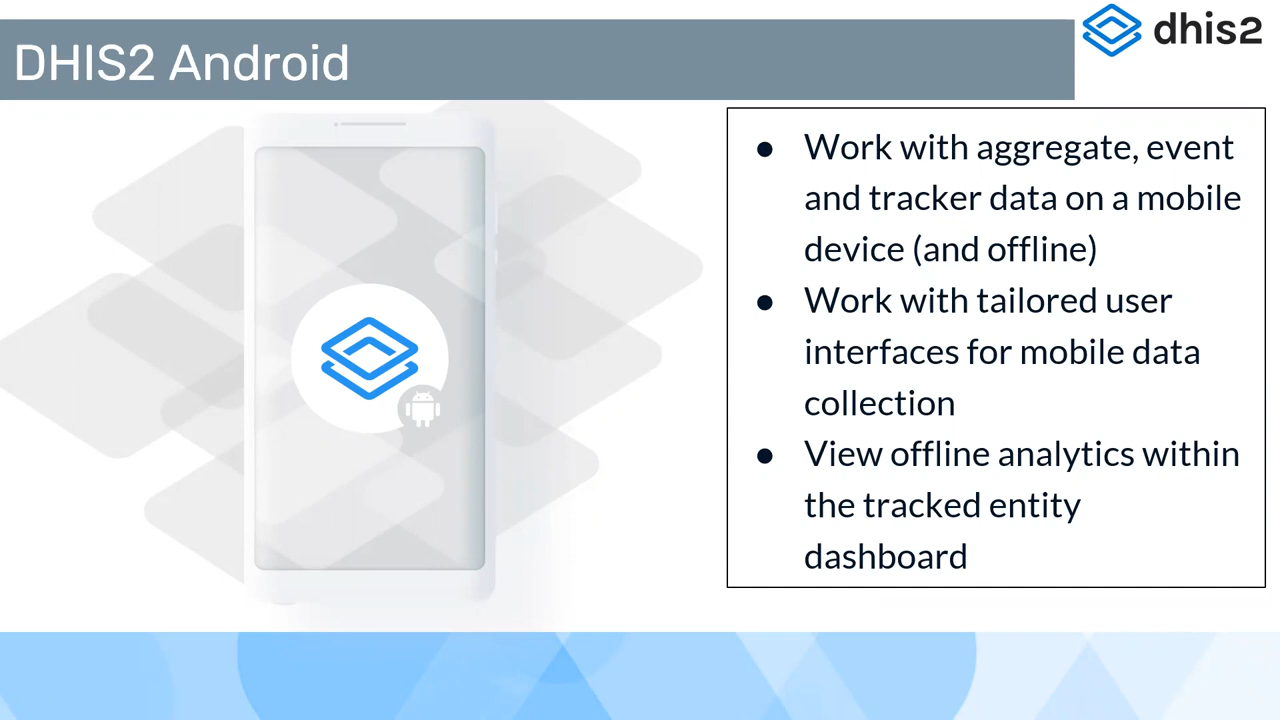 DHIS2 Android
dhis2
● Work with aggregate, event
and tracker data on a mobile
device (and offline)
● Work with tailored user
interfaces for mobile data
collection
● View offline analytics within
the tracked entity
dashboard